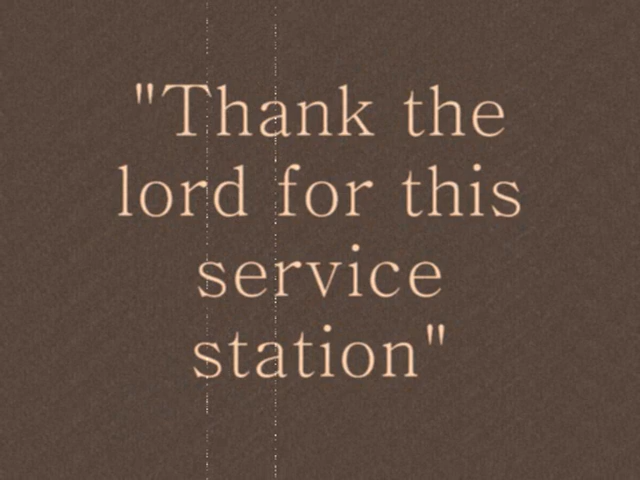 "Thank the
lord for this
service
station"